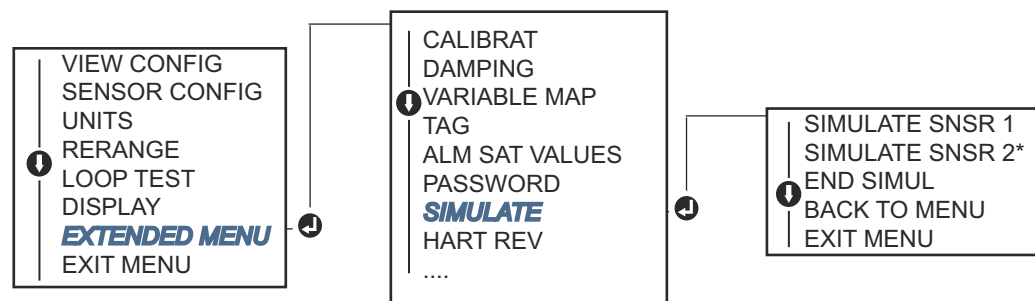 VIEW CONFIG
SENSOR CONFIG
UNITS
RERANGE
LOOP TEST
DISPLAY
EXTENDED MENU
EXIT MENU
CALIBRAT
DAMPING
VARIABLE MAP
TAG
ALM SAT VALUES
PASSWORD
SIMULATE
HART REV
....
SIMULATE SNSR 1
SIMULATE SNSR 2*
END SIMUL
BACK TO MENU
EXIT MENU